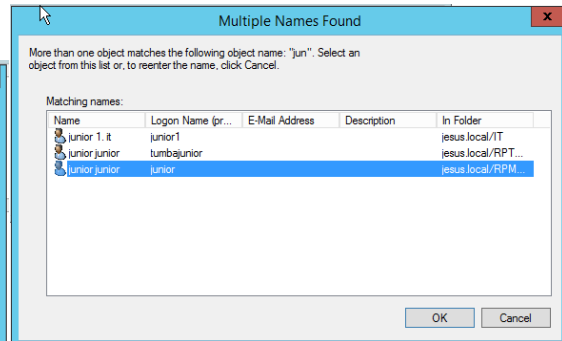 Multiple Names Found
x
More than one object matches the following object name: "jun". Select an
object from this list or, to reenter the name, click Cancel.
Matching names:
Name Logon Name (pr... E-Mail Address Description In Folder
junior 1. it junior1 jesus.local/IT
junior junior tumbajunior jesus.local/RPT...
junior junior junior jesus.local/RPM...
OK Cancel